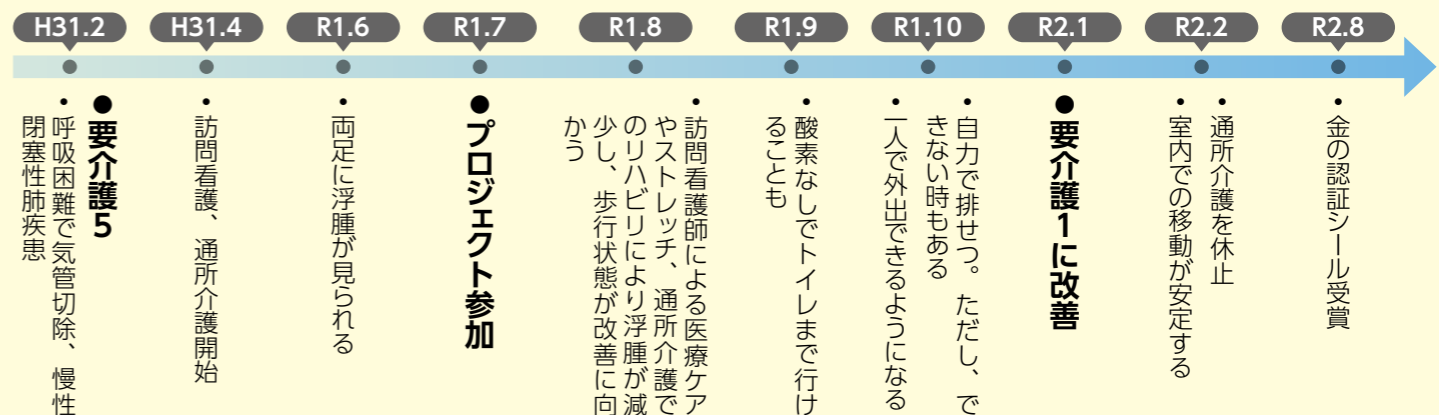 H31.2
●要介護5
・呼吸困難で気管切除、慢性
閉塞性肺疾患
H31.4
・訪問看護、通所介護開始
R1.6
・両足に浮腫が見られる
R1.7
●プロジェクト参加
R1.8
・訪問看護師による医療ケア
やストレッチ、通所介護で
のリハビリにより浮腫が減
少し、歩行状態が改善に向
かう
R1.9
・酸素なしでトイレまで行け
ることも
R1.10
・自力で排せつ。ただし、で
きない時もある
・一人で外出できるようになる
R2.1
●要介護1に改善
R2.2
・通所介護を休止
・室内での移動が安定する
R2.8
・金の認証シール受賞